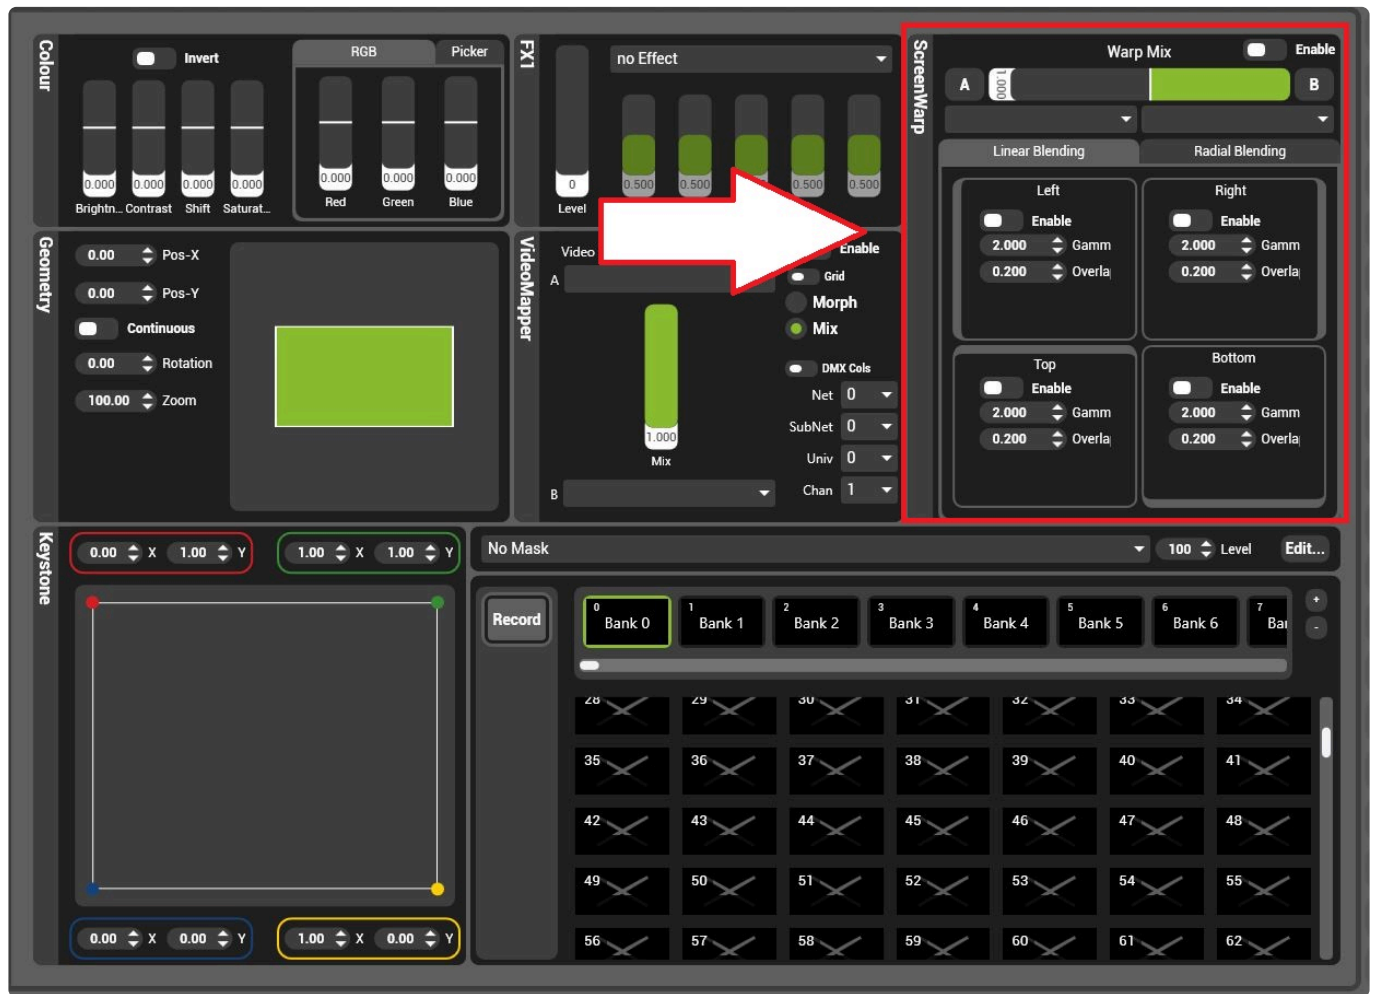 Colour
Invert
0.000
0.000
0.000
0.000
Brightn... Contrast Shift Saturat...
RGB Picker
0.000
0.000
0.000
Red Green Blue
FX1
no Effect
0
Level
0.500
0.500
0.500
0.500
ScreenWarp
Warp Mix Enable
A 1.000 B
Linear Blending Radial Blending
Left
Enable
2.000 Gamm
0.200 Overla
Right
Enable
2.000 Gamm
0.200 Overla
Top
Enable
2.000 Gamm
0.200 Overla
Bottom
Enable
2.000 Gamm
0.200 Overla
Geometry
0.00 Pos-X
0.00 Pos-Y
Continuous
0.00 Rotation
100.00 Zoom
VideoMapper
Video
A
Enable
Grid
Morph
Mix
DMX Cols
Net 0
SubNet 0
Univ 0
Chan 1
1.000
Mix
B
Keystone
0.00 X 1.00 Y
1.00 X 1.00 Y
0.00 X 0.00 Y
1.00 X 0.00 Y
No Mask 100 Level Edit...
Record
0 Bank 0
1 Bank 1
2 Bank 2
3 Bank 3
4 Bank 4
5 Bank 5
6 Bank 6
7 Ba
+
-
28 29 30 31 32 33 34
35 36 37 38 39 40 41
42 43 44 45 46 47 48
49 50 51 52 53 54 55
56 57 58 59 60 61 62